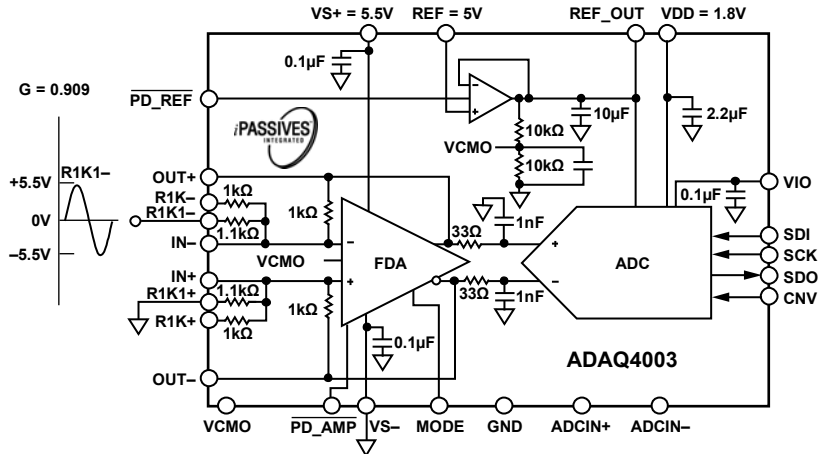 VS+ = 5.5V REF = 5V REF_OUT VDD = 1.8V
0.1µF
G = 0.909
PD_REF
iPASSIVES™
INTEGRATED
10µF
2.2µF
10kΩ
VCMO
10kΩ
OUT+
R1K–
1kΩ
R1K1–
1.1kΩ
IN–
1kΩ
R1K1–
+5.5V
0V
–5.5V
VCMO
–
+
FDA
33Ω
33Ω
1nF
1nF
+
–
ADC
0.1µF
VIO
SDI
SCK
SDO
CNV
IN+
R1K1+
1.1kΩ
R1K+
1kΩ
1kΩ
0.1µF
OUT–
ADAQ4003
VCMO PD_AMP VS– MODE GND ADCIN+ ADCIN–